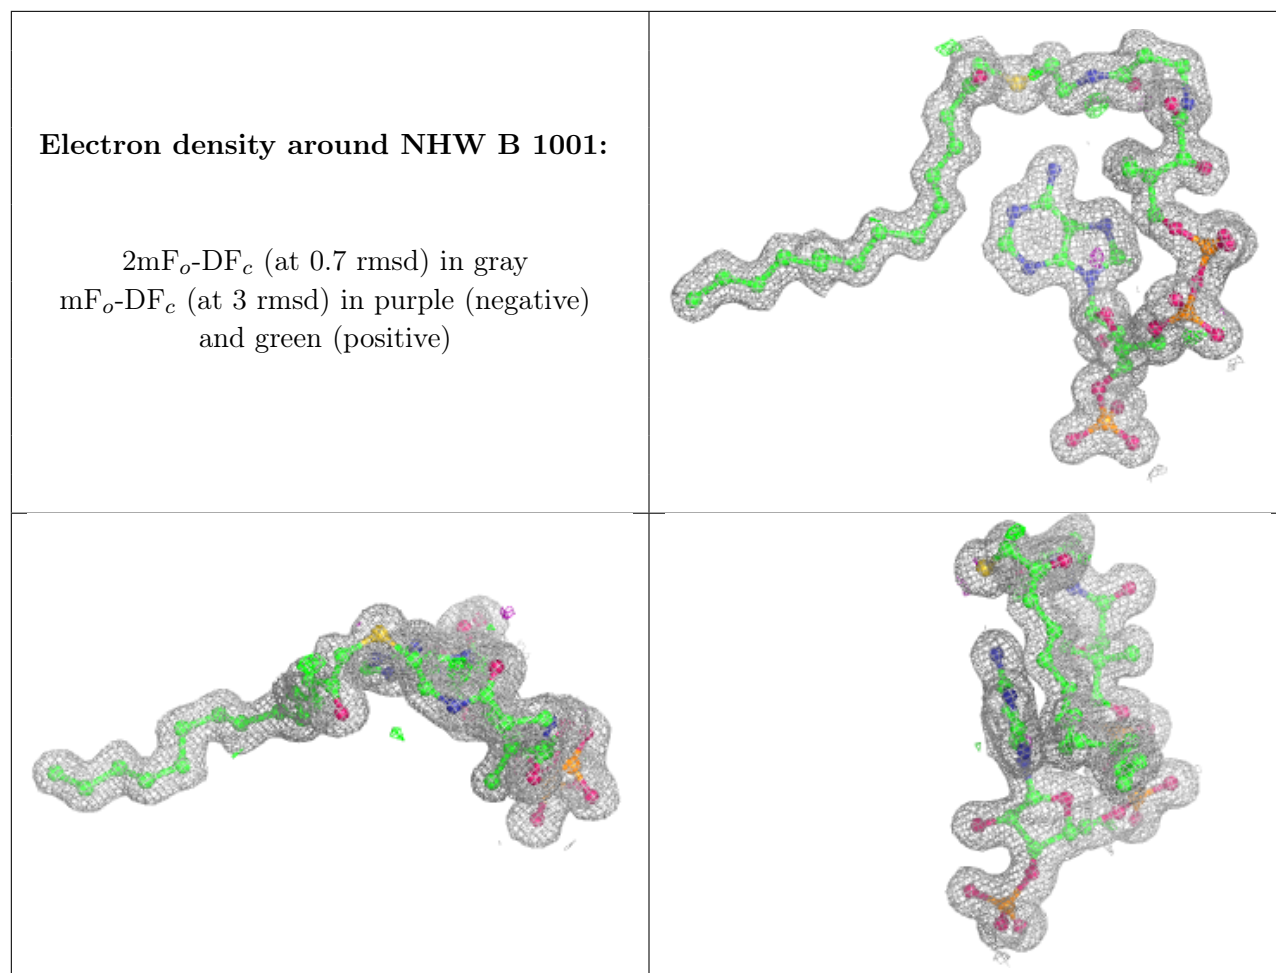 Electron density around NHW B 1001:
2mFo-DFc (at 0.7 rmsd) in gray
mFo-DFc (at 3 rmsd) in purple (negative)
and green (positive)